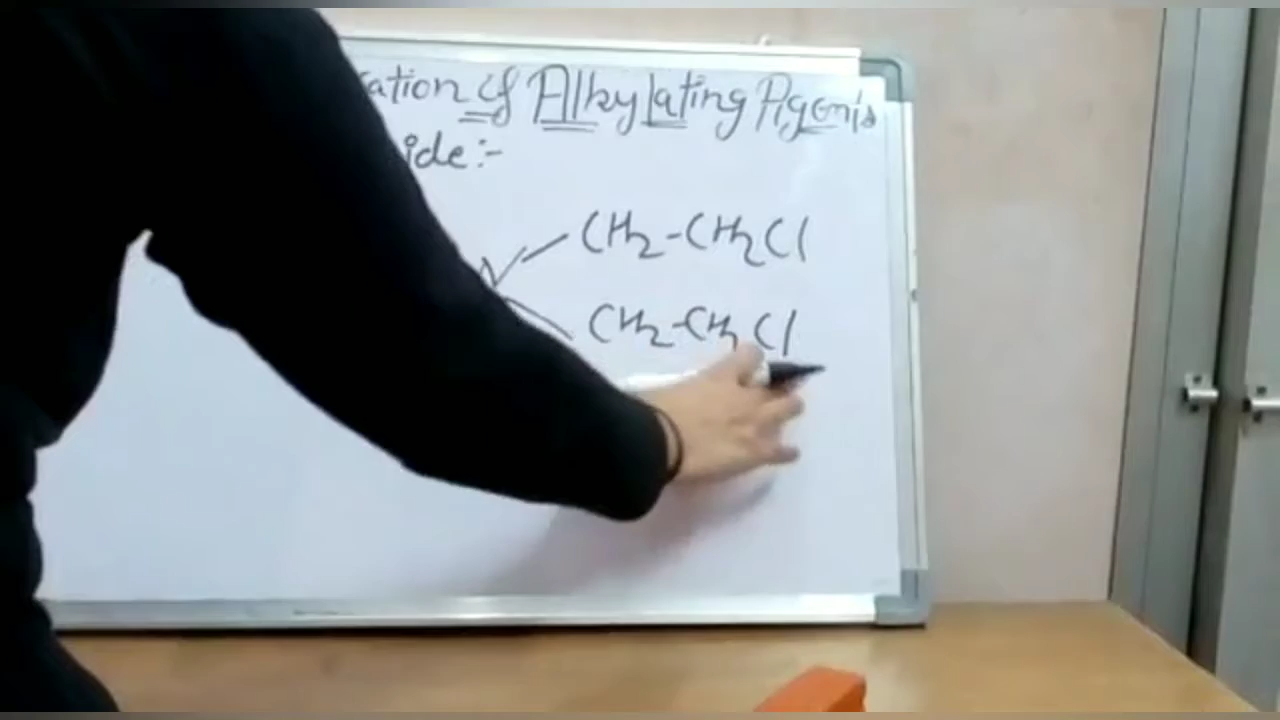 ation of Alkylating Agents
ide:-
N
CH2-CH2Cl
CH2-CH2Cl